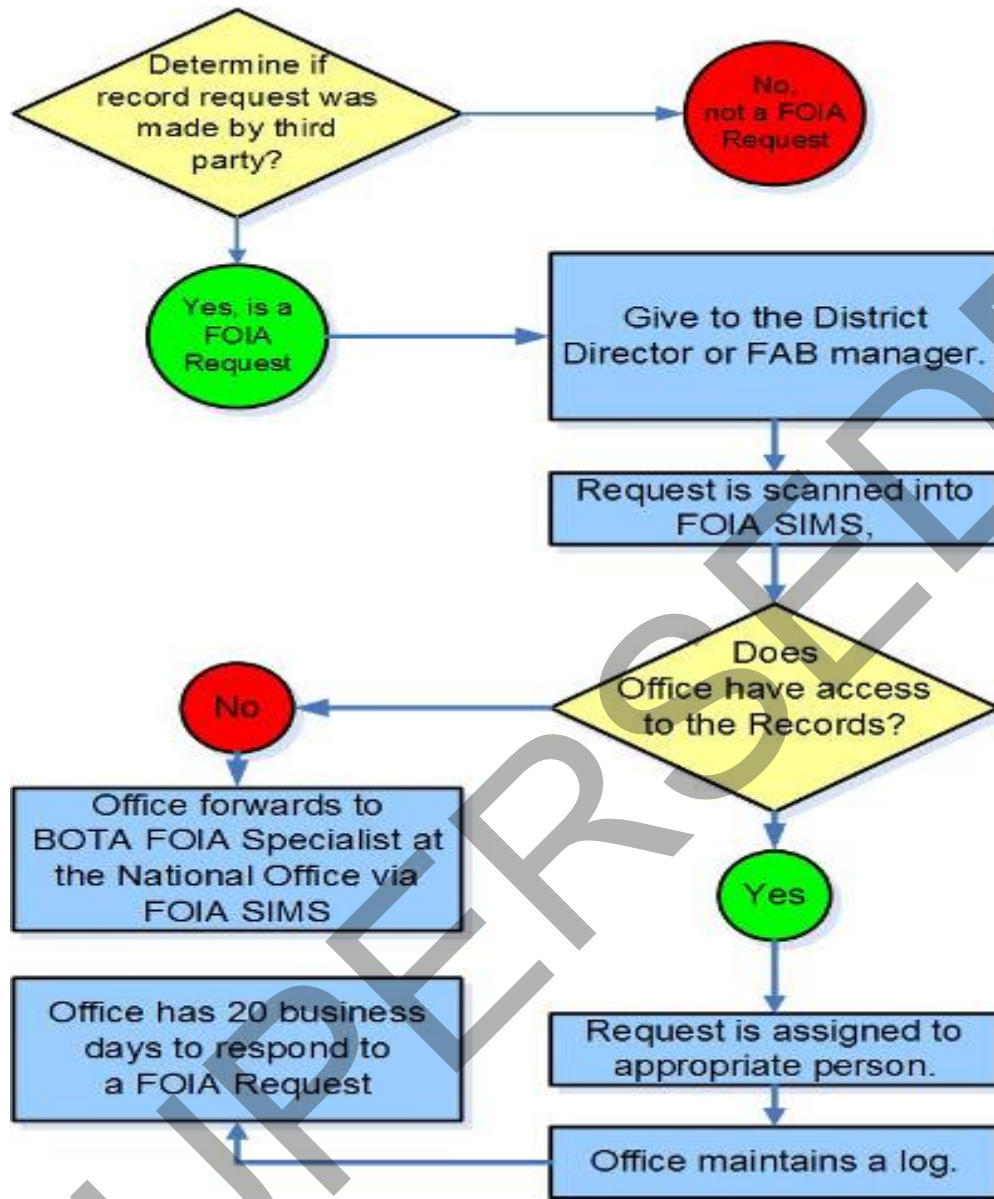 Determine if
record request was
made by third
party?
No,
not a FOIA
Request
Yes, is a
FOIA
Request
Give to the District
Director or FAB manager.
Request is scanned into
FOIA SIMS,
Does
Office have access
to the Records?
No
Office forwards to
BOTA FOIA Specialist at
the National Office via
FOIA SIMS
Yes
Request is assigned to
appropriate person.
Office maintains a log.
Office has 20 business
days to respond to
a FOIA Request
UPERSED